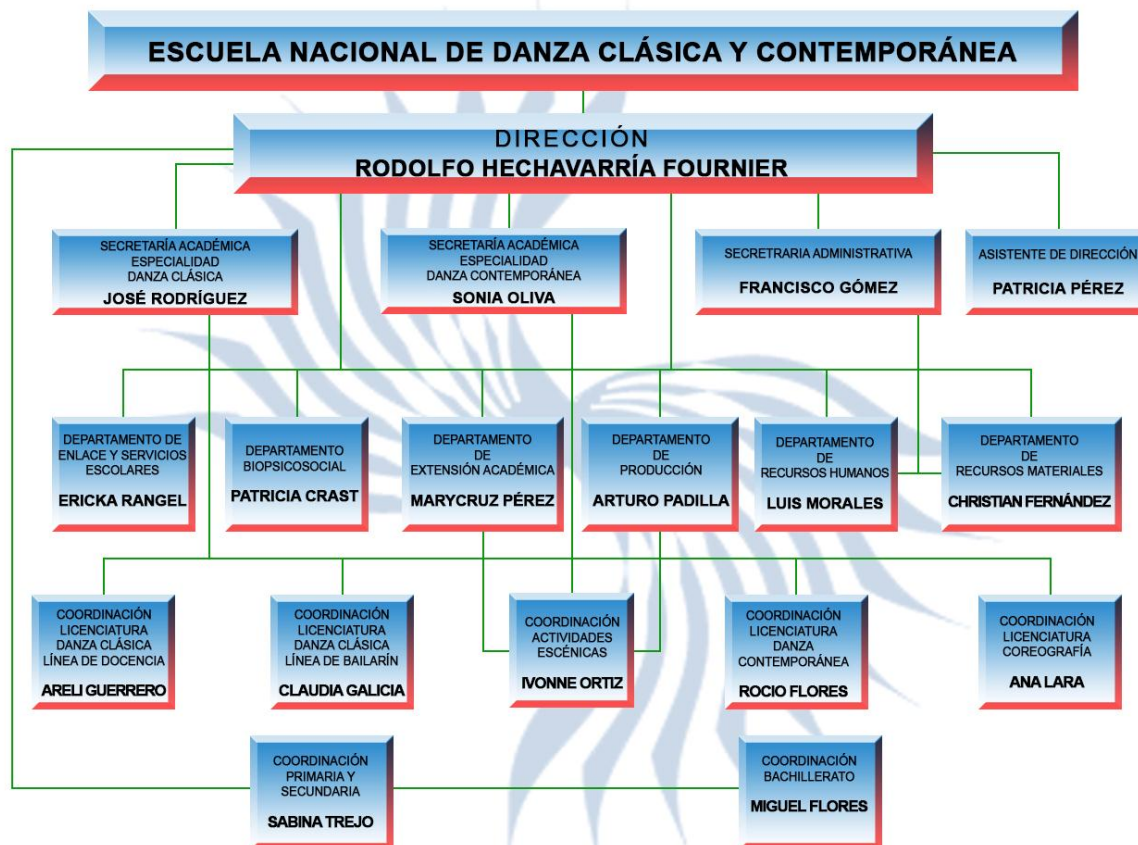 ESCUELA NACIONAL DE DANZA CLÁSICA Y CONTEMPORÁNEA
DIRECCIÓN
RODOLFO HECHAVARRÍA FOURNIER
SECRETARÍA ACADÉMICA
ESPECIALIDAD
DANZA CLÁSICA
JOSÉ RODRÍGUEZ
SECRETARÍA ACADÉMICA
ESPECIALIDAD
DANZA CONTEMPORÁNEA
SONIA OLIVA
SECRETRARIA ADMINISTRATIVA
FRANCISCO GÓMEZ
ASISTENTE DE DIRECCIÓN
PATRICIA PÉREZ
DEPARTAMENTO DE
ENLACE Y SERVICIOS
ESCOLARES
ERICKA RANGEL
DEPARTAMENTO
BIOPSICOSOCIAL
PATRICIA CRAST
DEPARTAMENTO
DE
EXTENSIÓN ACADÉMICA
MARYCRUZ PÉREZ
DEPARTAMENTO
DE
PRODUCCIÓN
ARTURO PADILLA
DEPARTAMENTO
DE
RECURSOS HUMANOS
LUIS MORALES
DEPARTAMENTO
DE
RECURSOS MATERIALES
CHRISTIAN FERNÁNDEZ
COORDINACIÓN
LICENCIATURA
DANZA CLÁSICA
LÍNEA DE DOCENCIA
ARELI GUERRERO
COORDINACIÓN
LICENCIATURA
DANZA CLÁSICA
LÍNEA DE BAILARÍN
CLAUDIA GALICIA
COORDINACIÓN
ACTIVIDADES
ESCÉNICAS
IVONNE ORTIZ
COORDINACIÓN
LICENCIATURA
DANZA
CONTEMPORÁNEA
ROCIO FLORES
COORDINACIÓN
LICENCIATURA
COREOGRAFÍA
ANA LARA
COORDINACIÓN
PRIMARIA Y
SECUNDARIA
SABINA TREJO
COORDINACIÓN
BACHILLERATO
MIGUEL FLORES